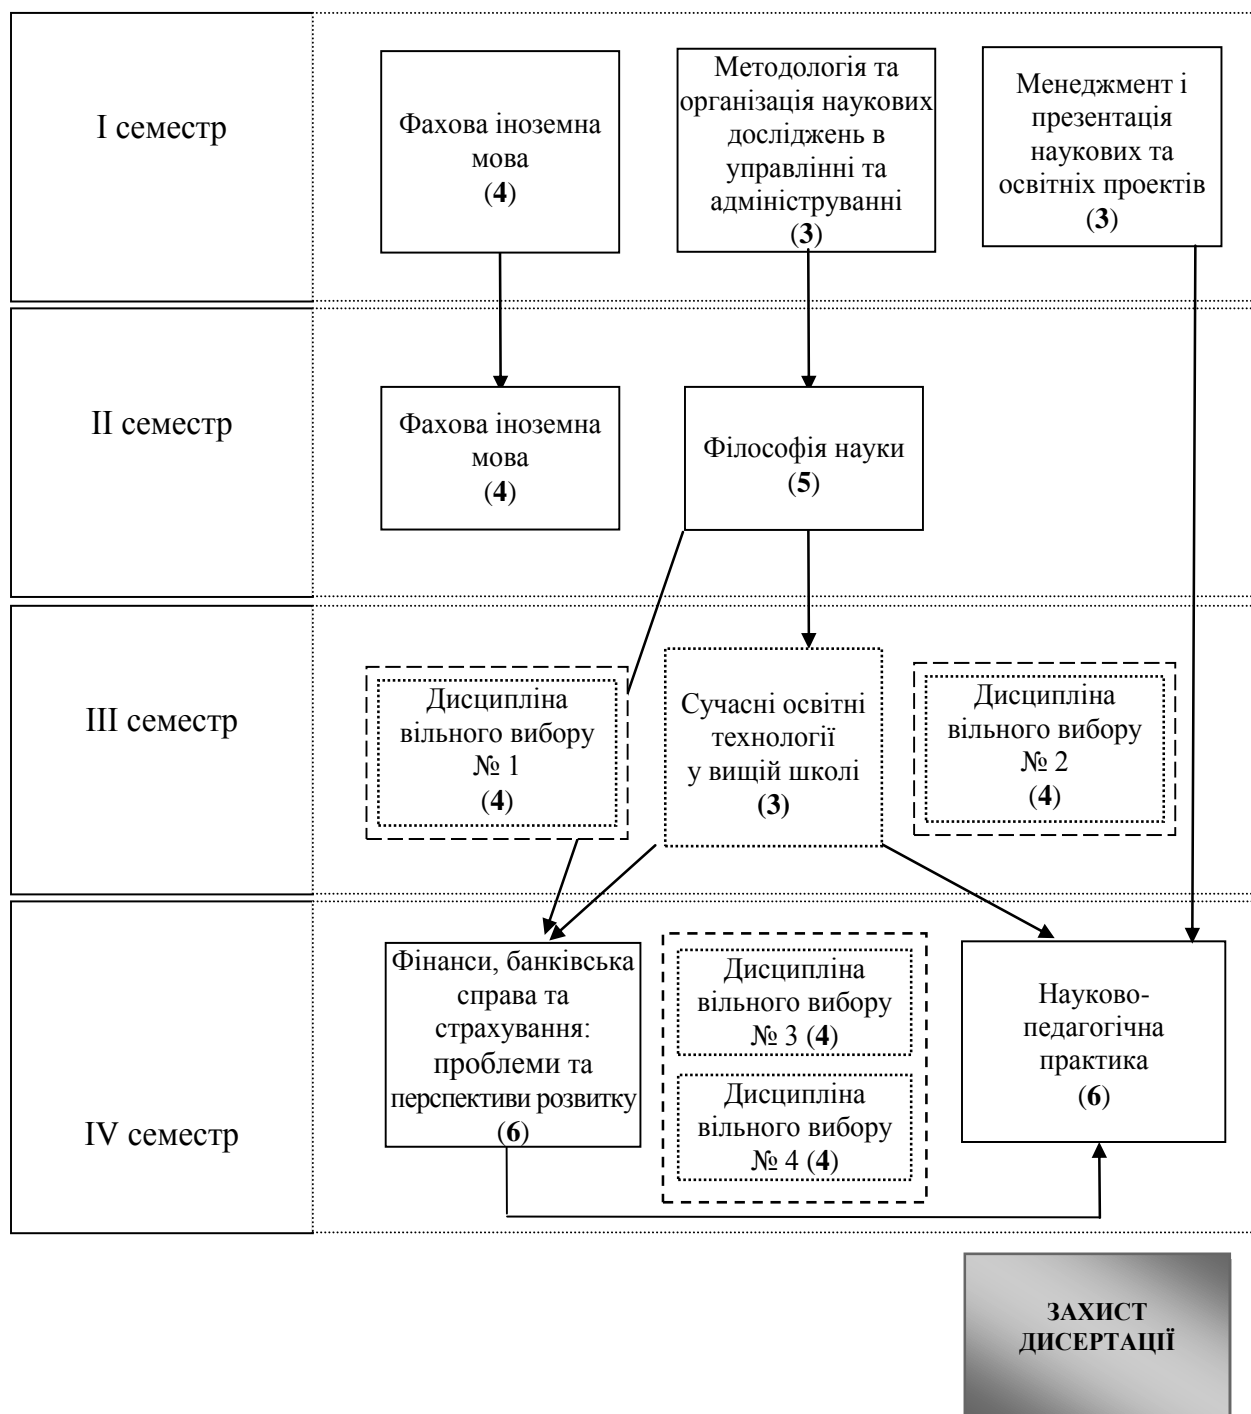 I семестр
Фахова іноземна
мова
(4)
Методологія та
організація наукових
досліджень в
управлінні та
адмініструванні
(3)
Менеджмент і
презентація
наукових та
освітніх проектів
(3)
II семестр
Фахова іноземна
мова
(4)
Філософія науки
(5)
III семестр
Дисципліна
вільного вибору
№ 1
(4)
Сучасні освітні
технології
у вищій школі
(3)
Дисципліна
вільного вибору
№ 2
(4)
IV семестр
Фінанси, банківська
справа та
страхування:
проблеми та
перспективи розвитку
(6)
Дисципліна
вільного вибору
№ 3 (4)
Дисципліна
вільного вибору
№ 4 (4)
Науково-
педагогічна
практика
(6)
ЗАХИСТ
ДИСЕРТАЦІЇ